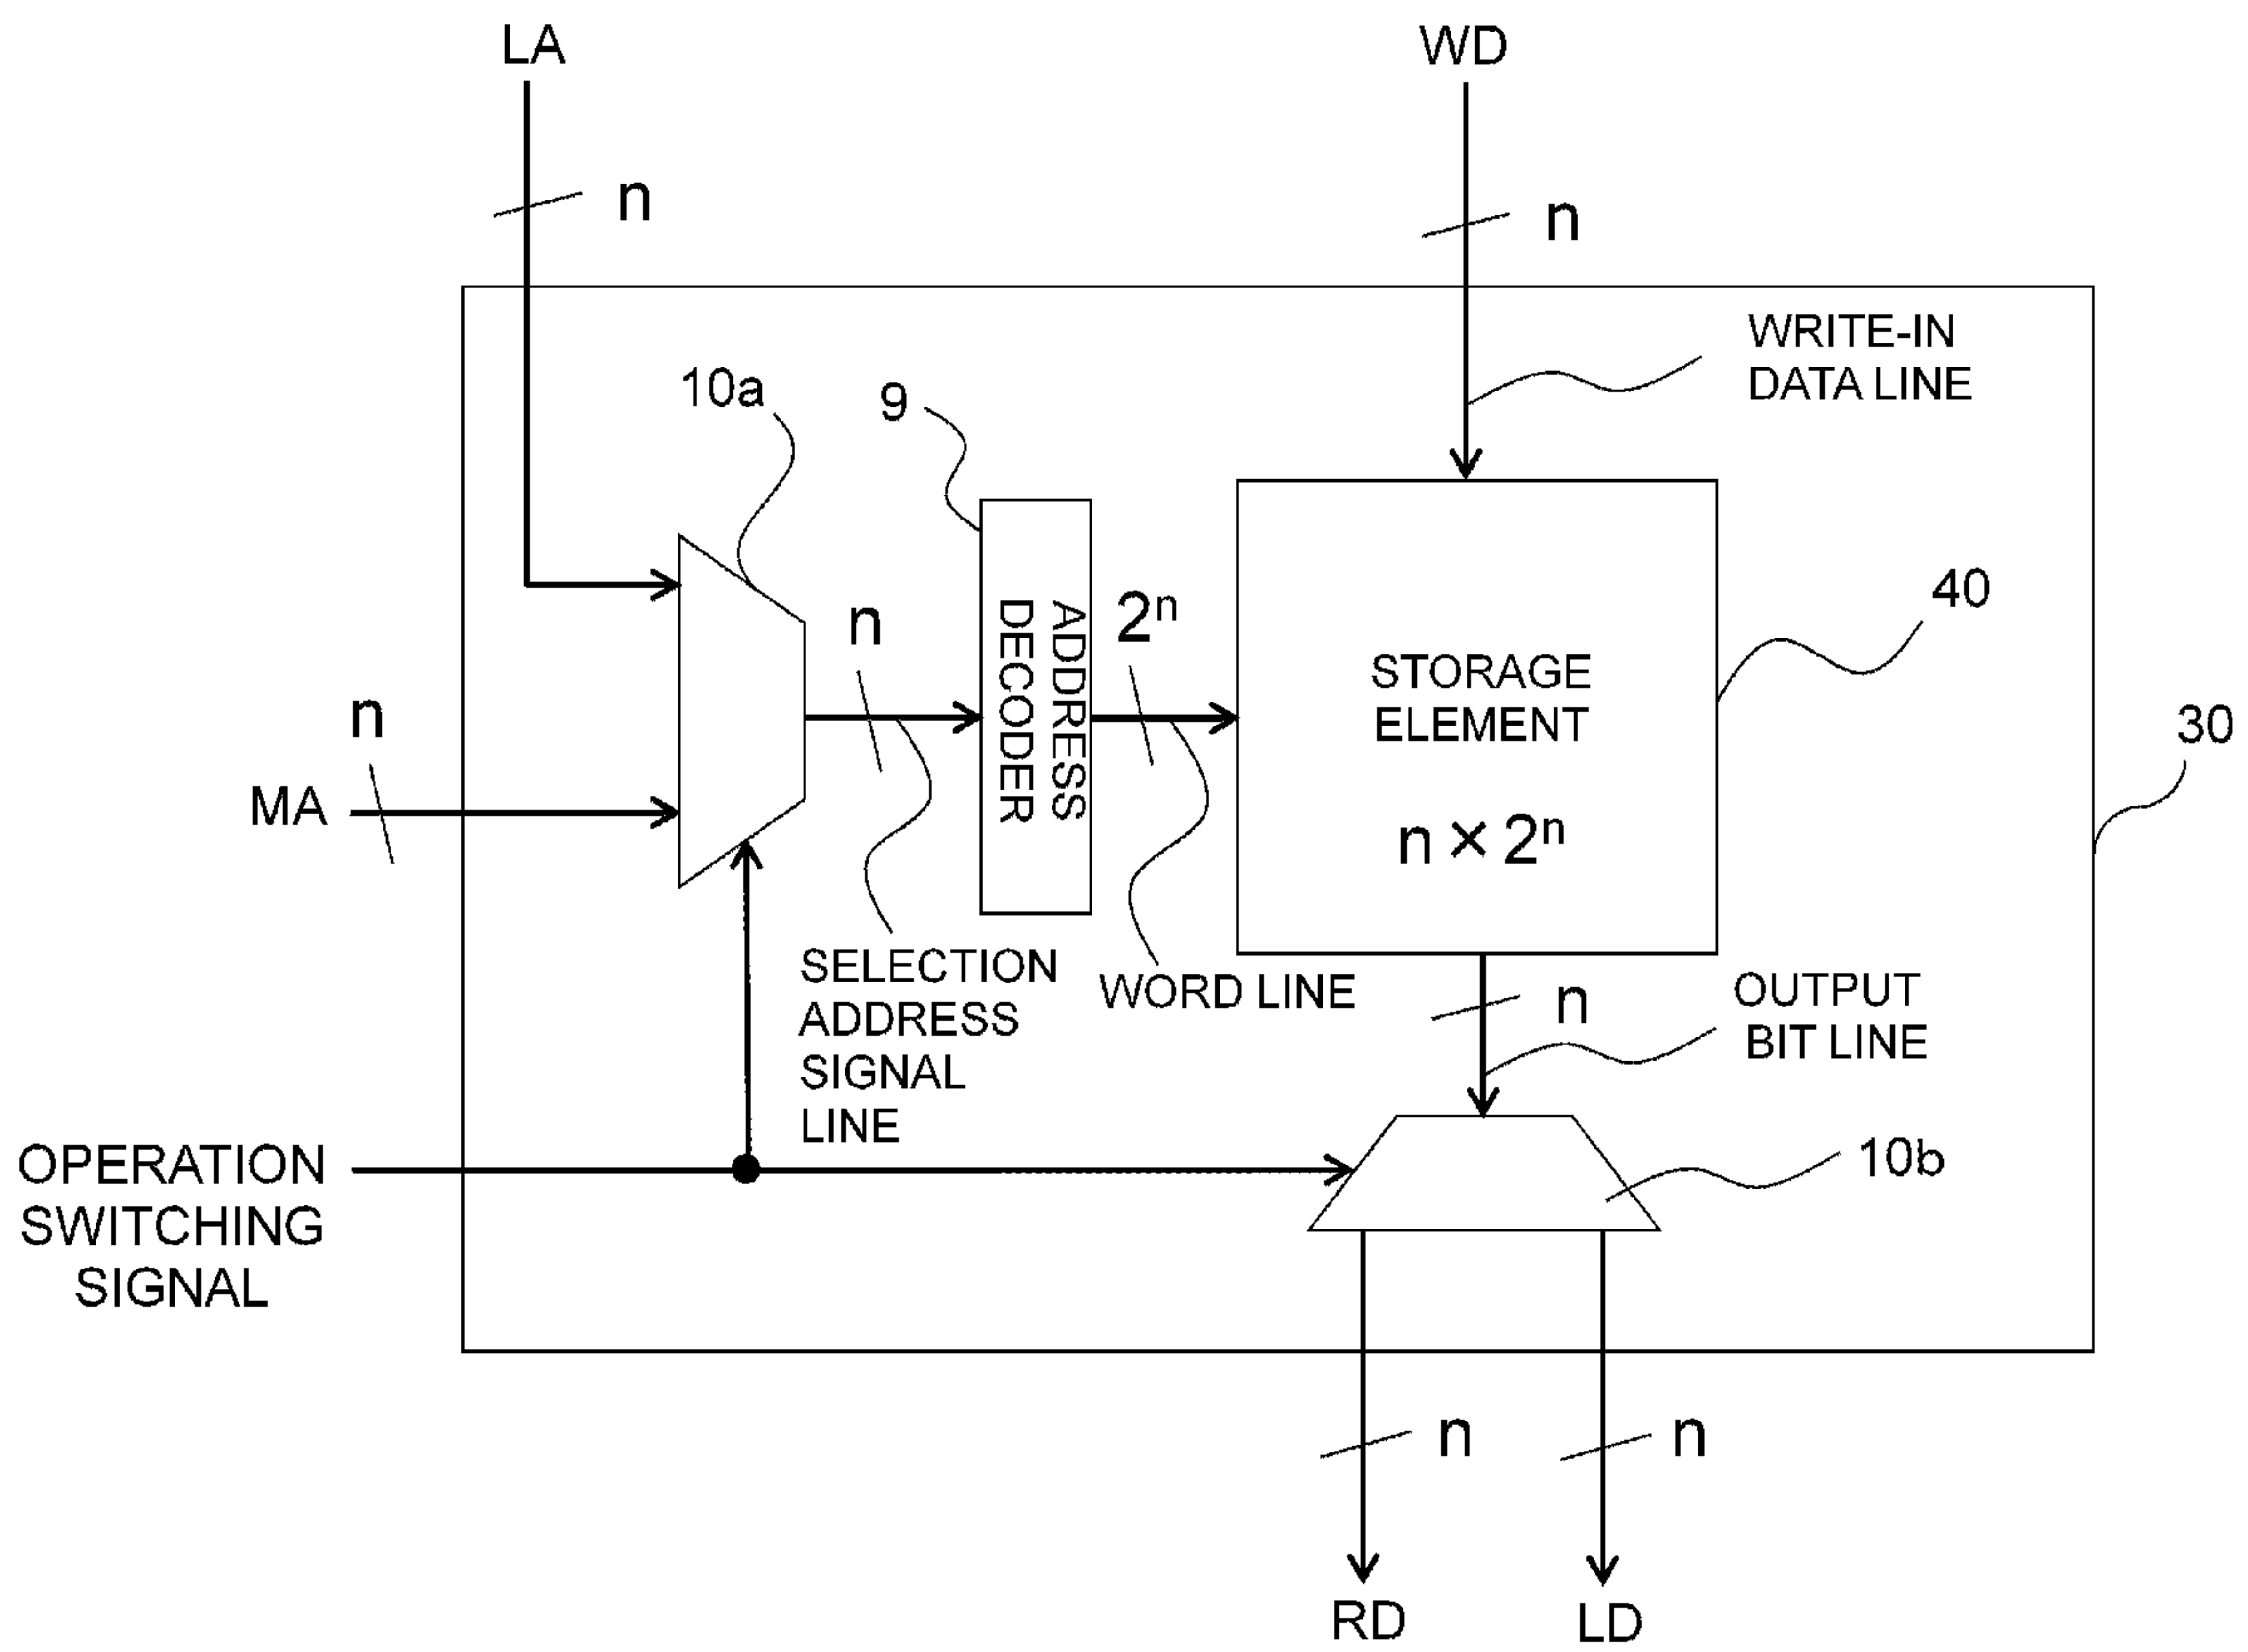 LA
WD
n
n
WRITE-IN
DATA LINE
10a
9
40
n
2ⁿ
ADDRESS
DECODER
STORAGE
ELEMENT
n × 2ⁿ
n
MA
30
SELECTION
ADDRESS
SIGNAL
LINE
WORD LINE
n
OUTPUT
BIT LINE
OPERATION
SWITCHING
SIGNAL
10b
n
n
RD
LD